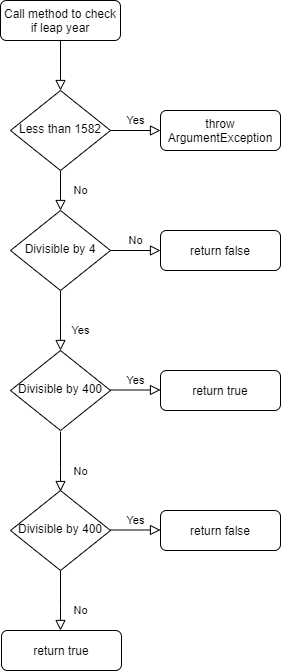 Call method to check
if leap year
Less than 1582
Yes
throw
ArgumentException
No
Divisible by 4
No
return false
Yes
Divisible by 400
Yes
return true
No
Divisible by 400
Yes
return false
No
return true